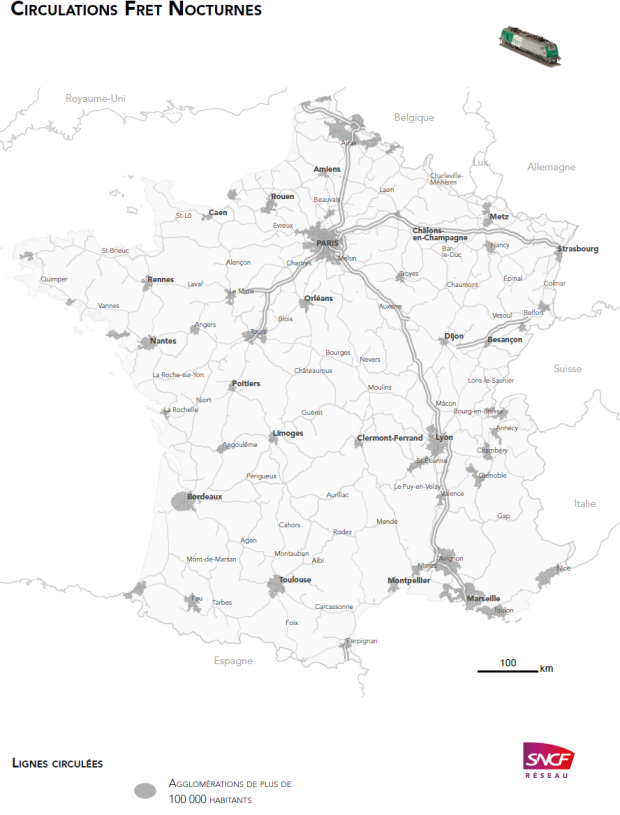 CIRCULATIONS FRET NOCTURNES
Royaume-Uni
Belgique
Arras
Lux.
Allemagne
Amiens
Charleville-
Mézières
Laon
Rouen
Beauvais
Caen
St-Lô
Metz
Evreux
Châlons-
en-Champagne
PARIS
Nancy
Strasbourg
Bar-
le-Duc
St-Brieuc
Alençon
Chartres
Melun
Quimper
Rennes
Laval
Troyes
Chaumont
Épinal
Colmar
Le Mans
Orléans
Vannes
Auxerre
Vesoul
Belfort
Angers
Blois
Tours
Nantes
Dijon
Besançon
Bourges
Nevers
Suisse
Châteauroux
La Roche-sur-Yon
Poitiers
Moulins
Lons-le-Saunier
Niort
Mâcon
La Rochelle
Guéret
Bourg-en-Bresse
Annecy
Limoges
Clermont-Ferrand
Lyon
Angoulême
Chambéry
St-Étienne
Périgueux
Grenoble
Le Puy-en-Velay
Valence
Bordeaux
Aurillac
Italie
Gap
Cahors
Mende
Rodez
Agen
Montauban
Albi
Mont-de-Marsan
Avignon
Nîmes
Nice
Toulouse
Montpellier
Pau
Tarbes
Marseille
Carcassonne
Toulon
Foix
Perpignan
Espagne
100
km
LIGNES CIRCULÉES
SNCF
RÉSEAU
AGGLOMÉRATIONS DE PLUS DE
100 000 HABITANTS